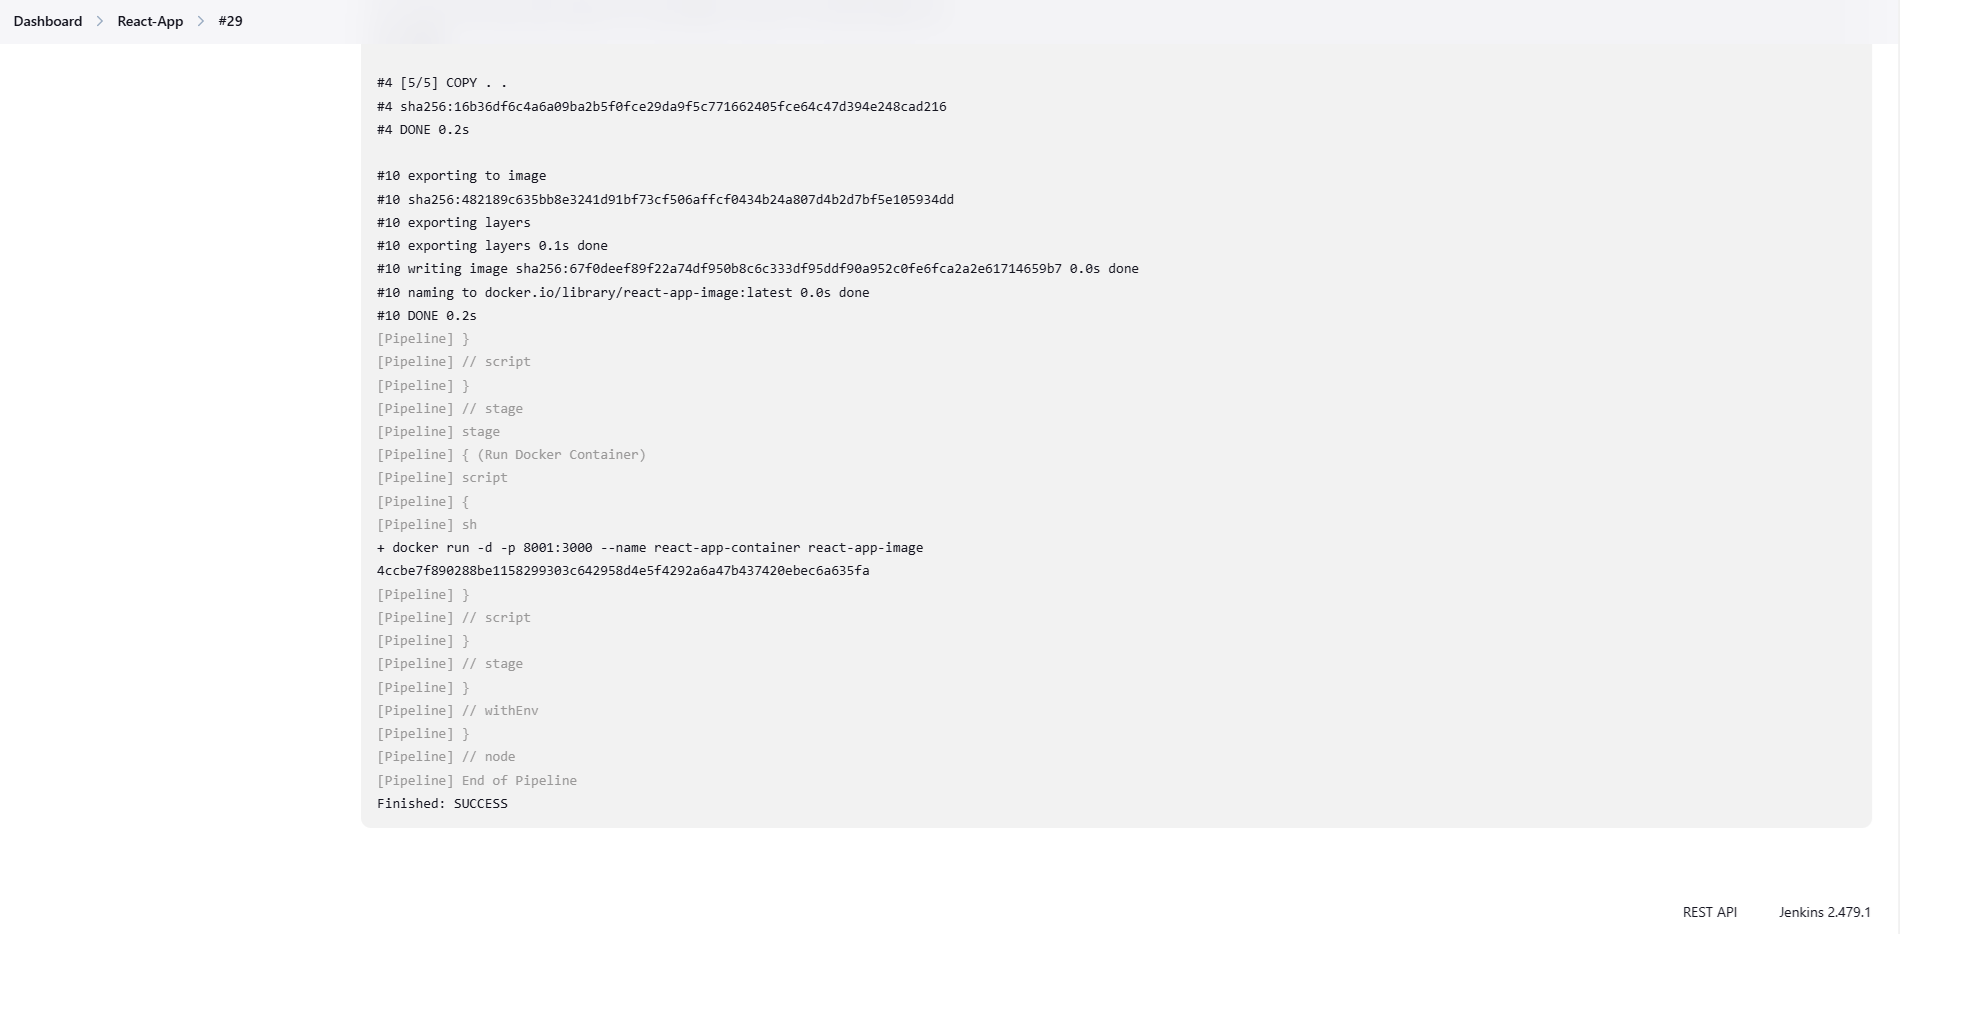 Dashboard > React-App > #29
#4 [5/5] COPY . .
#4 sha256:16b36df6c4a6a09ba2b5f0fce29da9f5c771662405fce64c47d394e248cad216
#4 DONE 0.2s
#10 exporting to image
#10 sha256:482189c635bb8e3241d91bf73cf506affcf0434b24a807d4b2d7bf5e105934dd
#10 exporting layers
#10 exporting layers 0.1s done
#10 writing image sha256:67f0deef89f22a74df950b8c6c333df95ddf90a952c0fe6fca2a2e61714659b7 0.0s done
#10 naming to docker.io/library/react-app-image:latest 0.0s done
#10 DONE 0.2s
[Pipeline] }
[Pipeline] // script
[Pipeline] }
[Pipeline] // stage
[Pipeline] stage
[Pipeline] { (Run Docker Container)
[Pipeline] script
[Pipeline] {
[Pipeline] sh
+ docker run -d -p 8001:3000 --name react-app-container react-app-image
4ccbe7f890288be1158299303c642958d4e5f4292a6a47b437420ebec6a635fa
[Pipeline] }
[Pipeline] // script
[Pipeline] }
[Pipeline] // stage
[Pipeline] }
[Pipeline] // withEnv
[Pipeline] }
[Pipeline] // node
[Pipeline] End of Pipeline
Finished: SUCCESS
REST API Jenkins 2.479.1